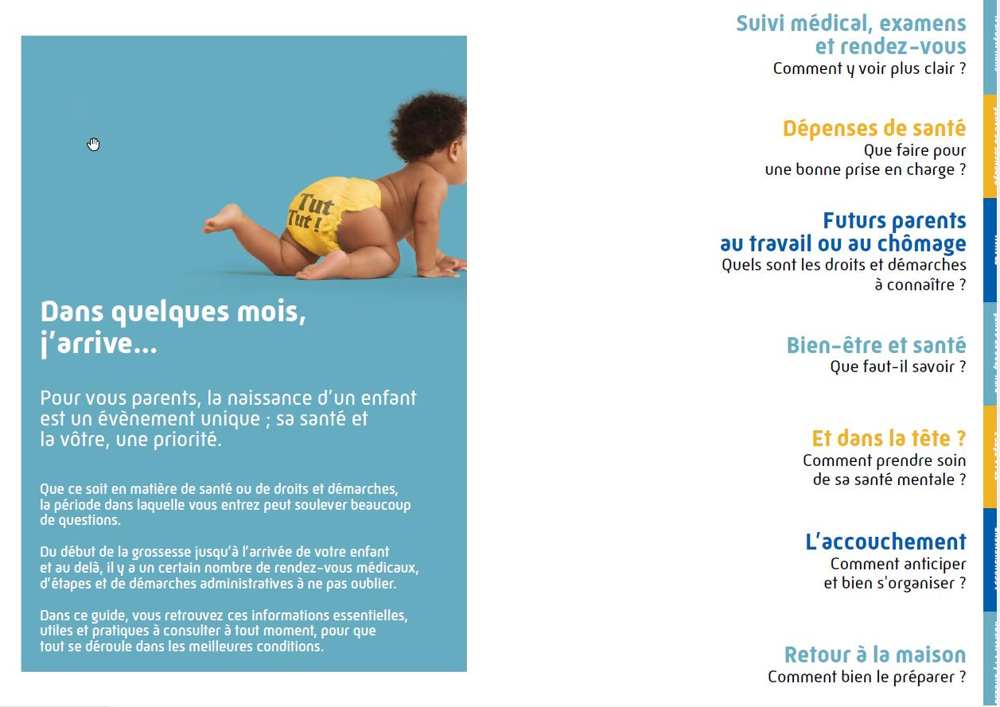 Tut
Tut !
Dans quelques mois,
j'arrive...
Pour vous parents, la naissance d'un enfant
est un évènement unique ; sa santé et
la vôtre, une priorité.
Que ce soit en matière de santé ou de droits et démarches,
la période dans laquelle vous entrez peut soulever beaucoup
de questions.
Du début de la grossesse jusqu'à l'arrivée de votre enfant
et au delà, il y a un certain nombre de rendez-vous médicaux,
d'étapes et de démarches administratives à ne pas oublier.
Dans ce guide, vous retrouvez ces informations essentielles,
utiles et pratiques à consulter à tout moment, pour que
tout se déroule dans les meilleures conditions.
Suivi médical, examens
et rendez-vous
Comment y voir plus clair ?
Dépenses de santé
Que faire pour
une bonne prise en charge ?
Futurs parents
au travail ou au chômage
Quels sont les droits et démarches
à connaître ?
Bien-être et santé
Que faut-il savoir ?
Et dans la tête ?
Comment prendre soin
de sa santé mentale ?
L'accouchement
Comment anticiper
et bien s'organiser ?
Retour à la maison
Comment bien le préparer ?